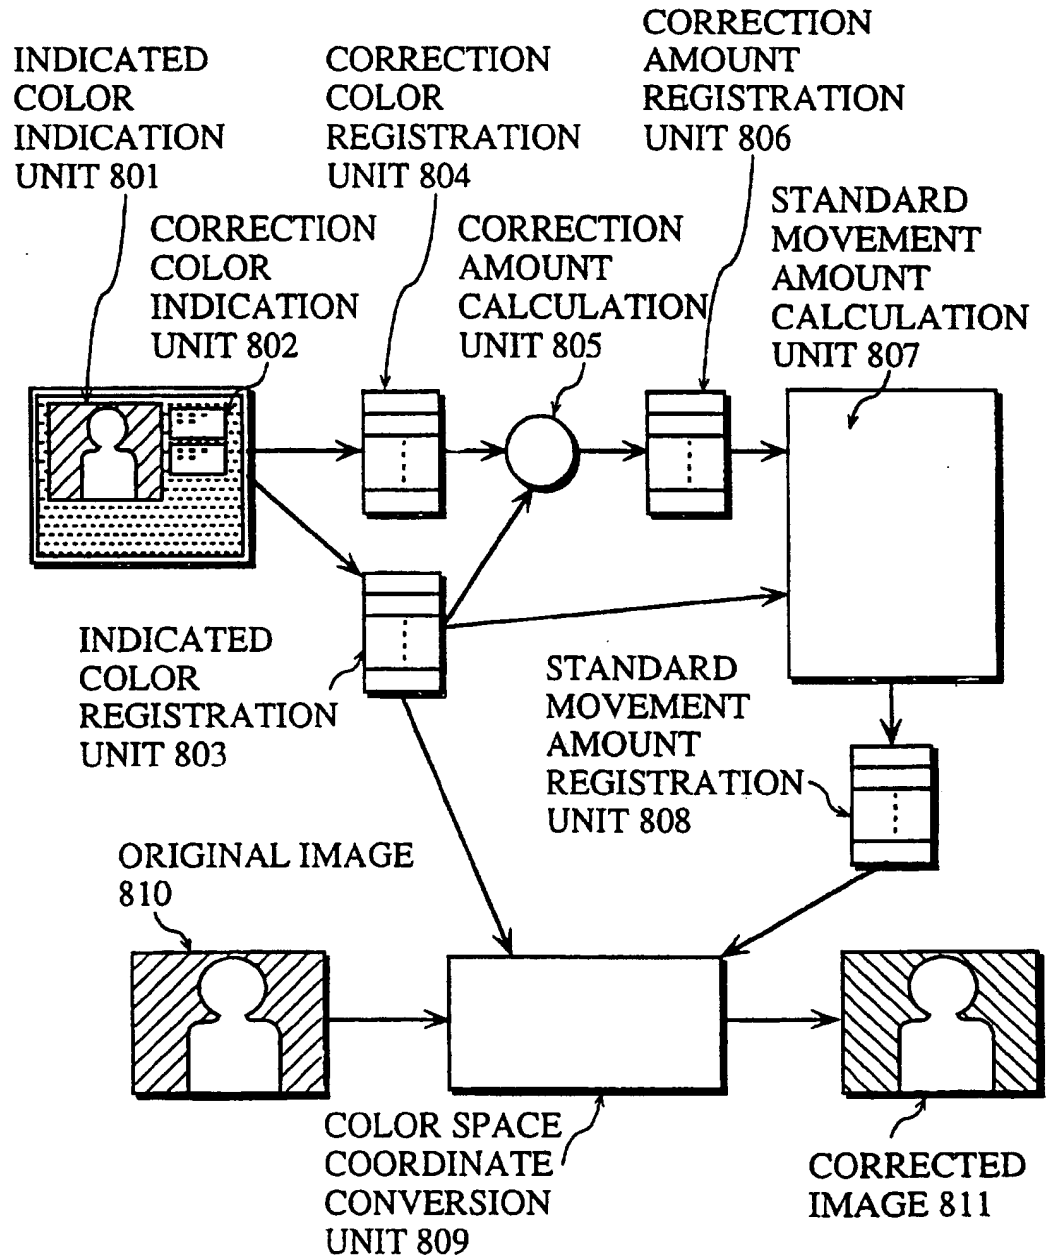 INDICATED
COLOR
INDICATION
UNIT 801
CORRECTION
COLOR
REGISTRATION
UNIT 804
CORRECTION
AMOUNT
REGISTRATION
UNIT 806
CORRECTION
COLOR
INDICATION
UNIT 802
CORRECTION
AMOUNT
CALCULATION
UNIT 805
STANDARD
MOVEMENT
AMOUNT
CALCULATION
UNIT 807
INDICATED
COLOR
REGISTRATION
UNIT 803
STANDARD
MOVEMENT
AMOUNT
REGISTRATION
UNIT 808
ORIGINAL IMAGE
810
COLOR SPACE
COORDINATE
CONVERSION
UNIT 809
CORRECTED
IMAGE 811